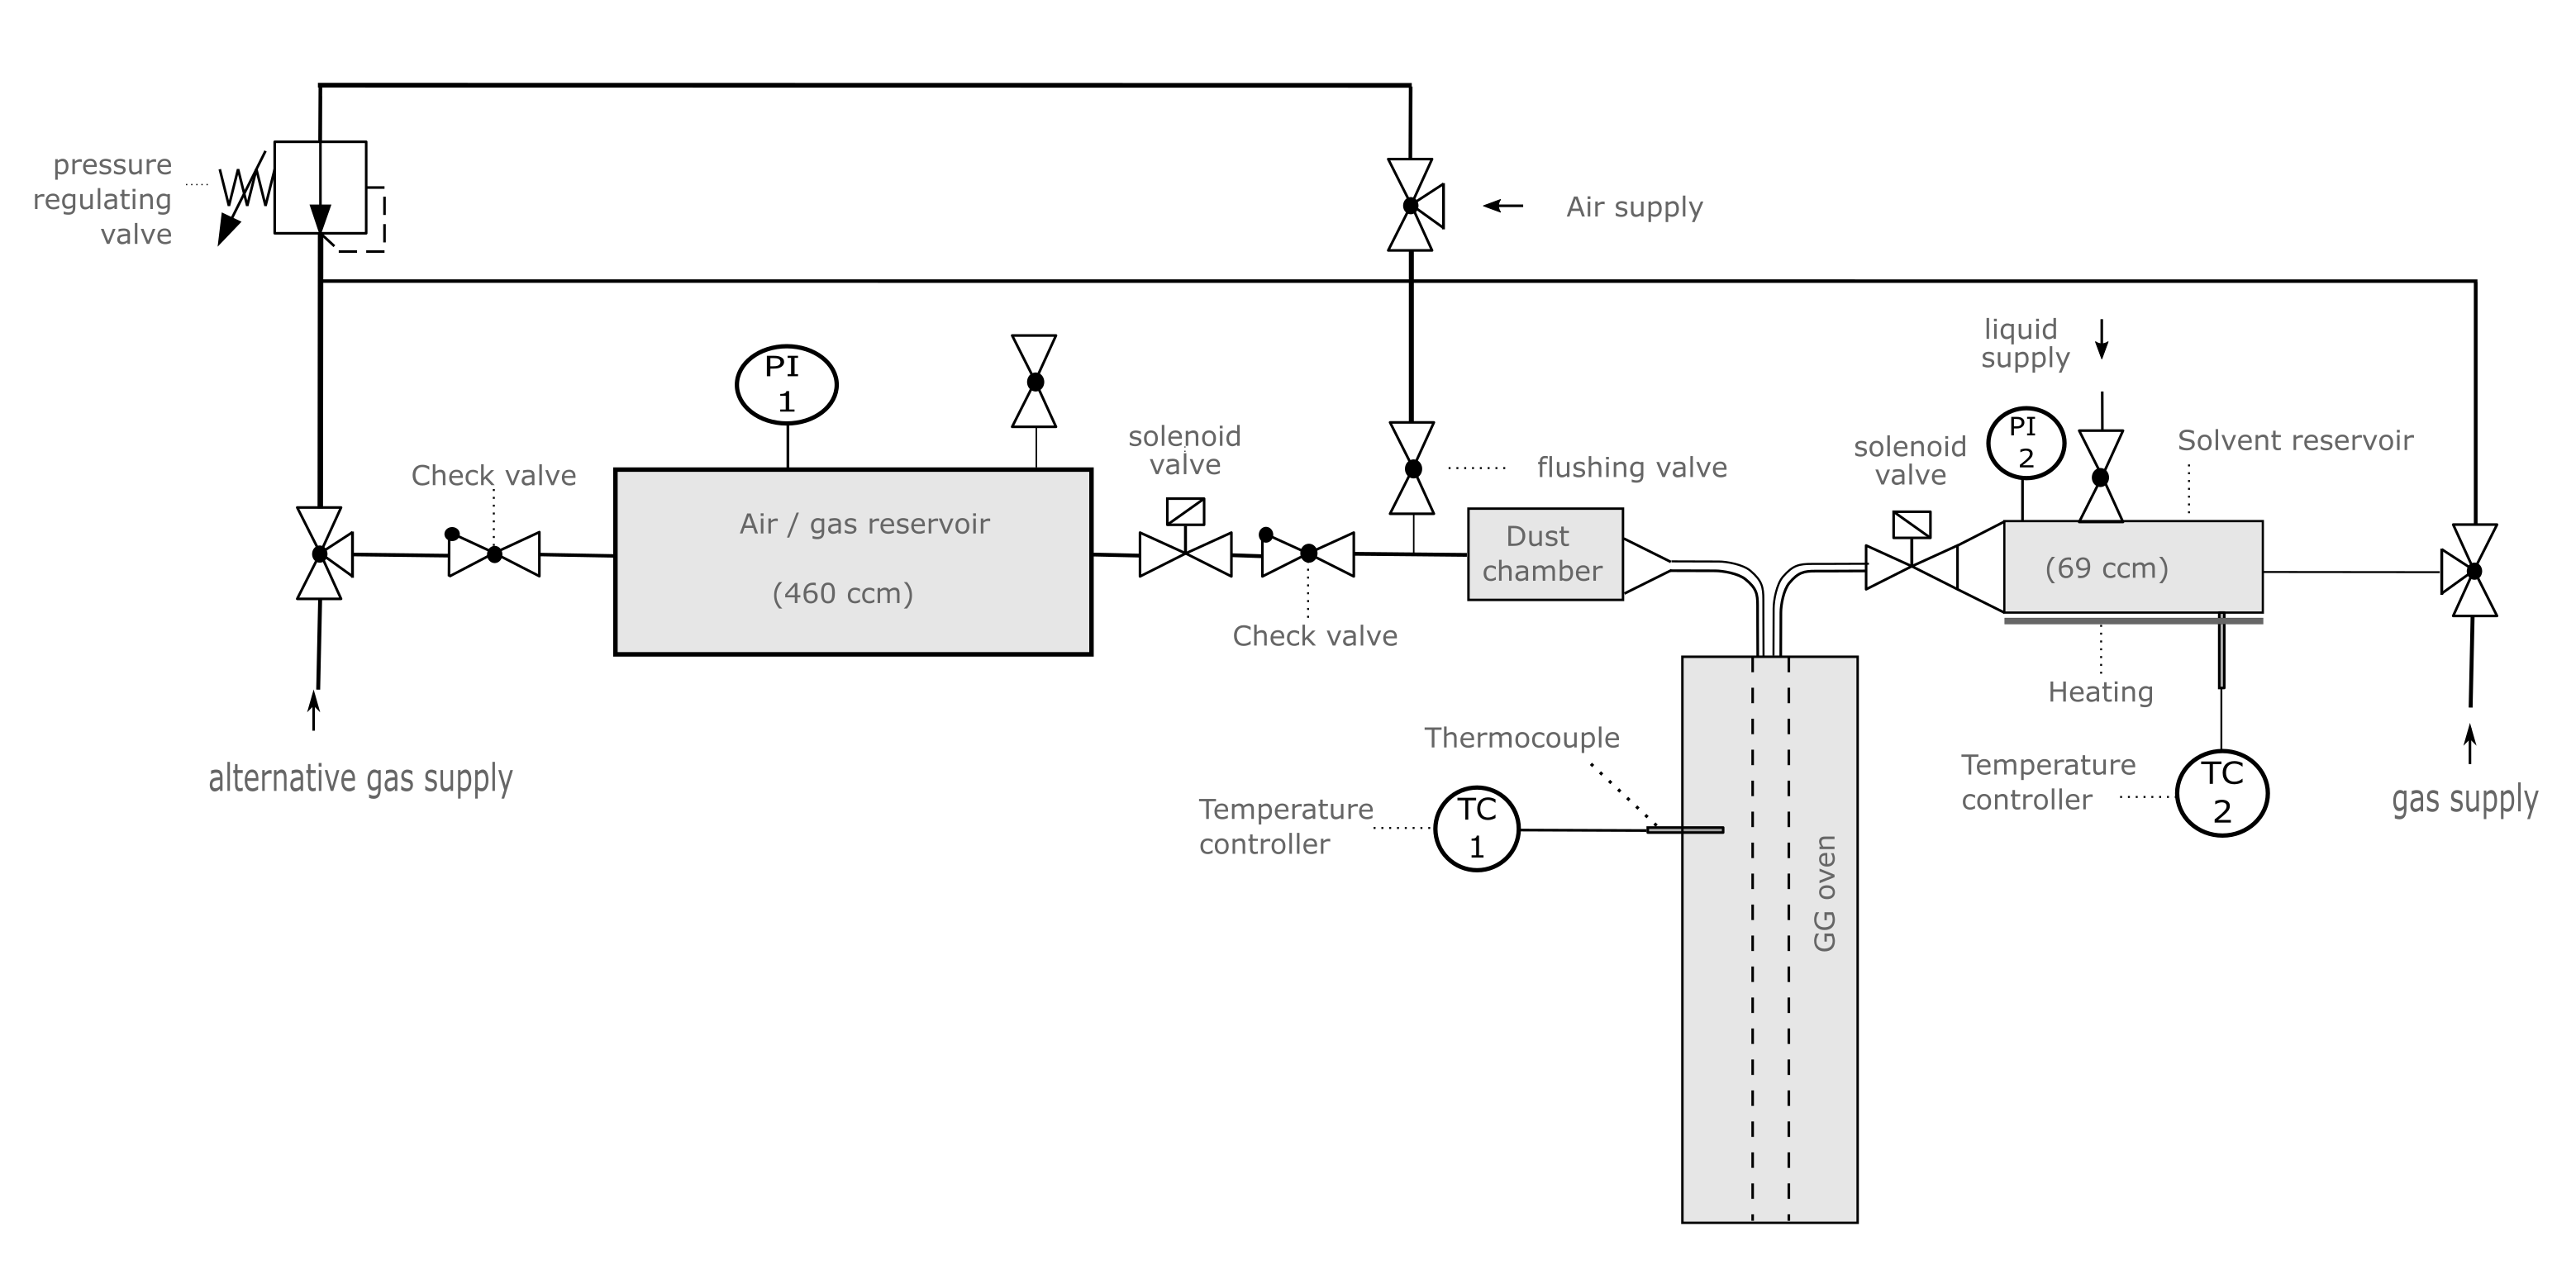 pressure
regulating
valve
Air supply
liquid
supply
PI
1
PI
2
solenoid
valve
solenoid
valve
Solvent reservoir
Check valve
flushing valve
Air / gas reservoir
(460 ccm)
Dust
chamber
(69 ccm)
Check valve
Heating
alternative gas supply
Thermocouple
Temperature
controller
TC
1
Temperature
controller
TC
2
gas supply
GG oven